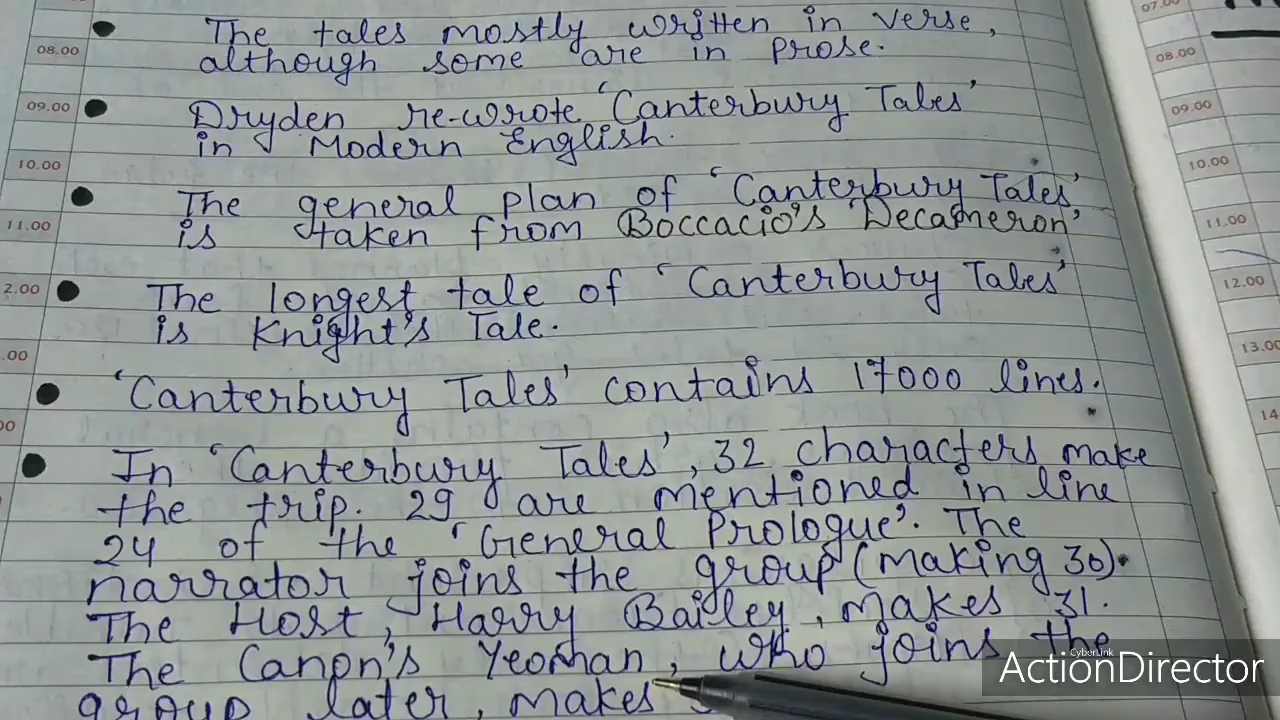 The tales mostly written in verse,
although some are in prose.
Dryden re-wrote 'Canterbury Tales'
in Modern English.
The general plan of 'Canterbury Tales'
is taken from Boccacio's 'Decameron'
The longest tale of 'Canterbury Tales'
is Knight's Tale.
'Canterbury Tales' contains 17000 lines.
In 'Canterbury Tales', 32 characters make
the trip. 29 are mentioned in line
24 of the 'General Prologue'. The
narrator joins the group (making 30).
The Host, Harry Bailey, makes 31.
The Canon's Yeoman, who joins the
group later, makes
08.00
09.00
10.00
11.00
2.00
.00
00
07.00
08.00
09.00
10.00
11.00
12.00
13.00
14
CyberLink
ActionDirector